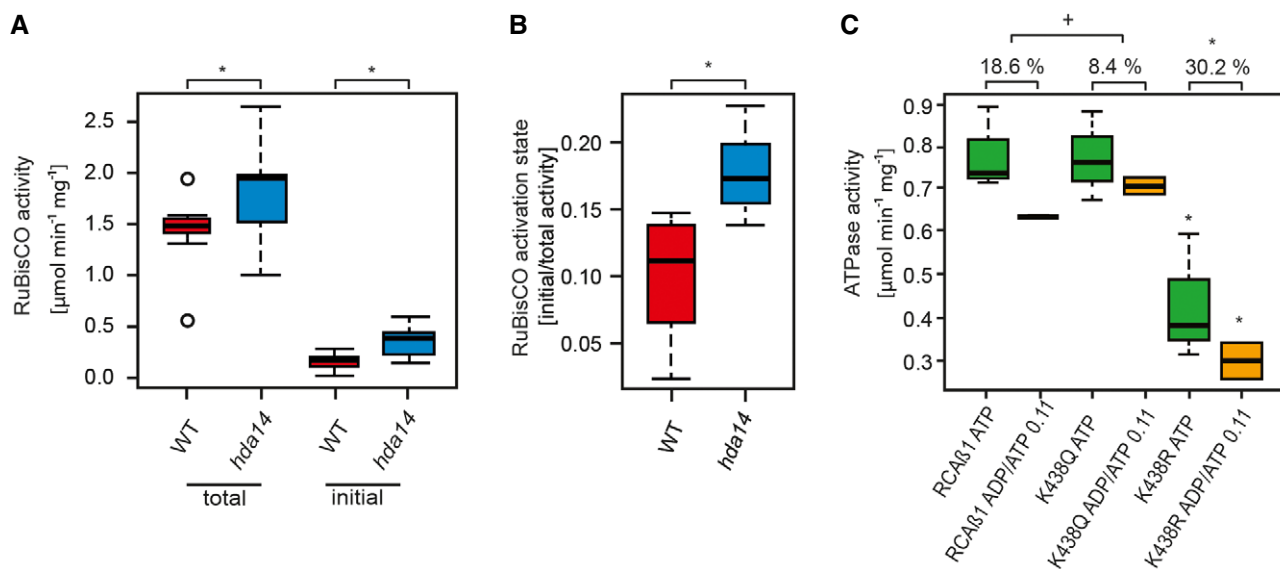 A
RuBisCO activity
[µmol min⁻¹ mg⁻¹]
* *
2.5
2.0
1.5
1.0
0.5
0.0
WT
hda14
WT
hda14
total
initial
B
RuBisCO activation state
[initial/total activity]
*
0.20
0.15
0.10
0.05
WT
hda14
C
ATPase activity
[µmol min⁻¹ mg⁻¹]
+ *
18.6 % 8.4 % 30.2 %
0.9
0.8
0.7
0.6
0.5
0.4
0.3
*
*
RCAß1 ATP
RCAß1 ADP/ATP 0.11
K438Q ATP
K438Q ADP/ATP 0.11
K438R ATP
K438R ADP/ATP 0.11